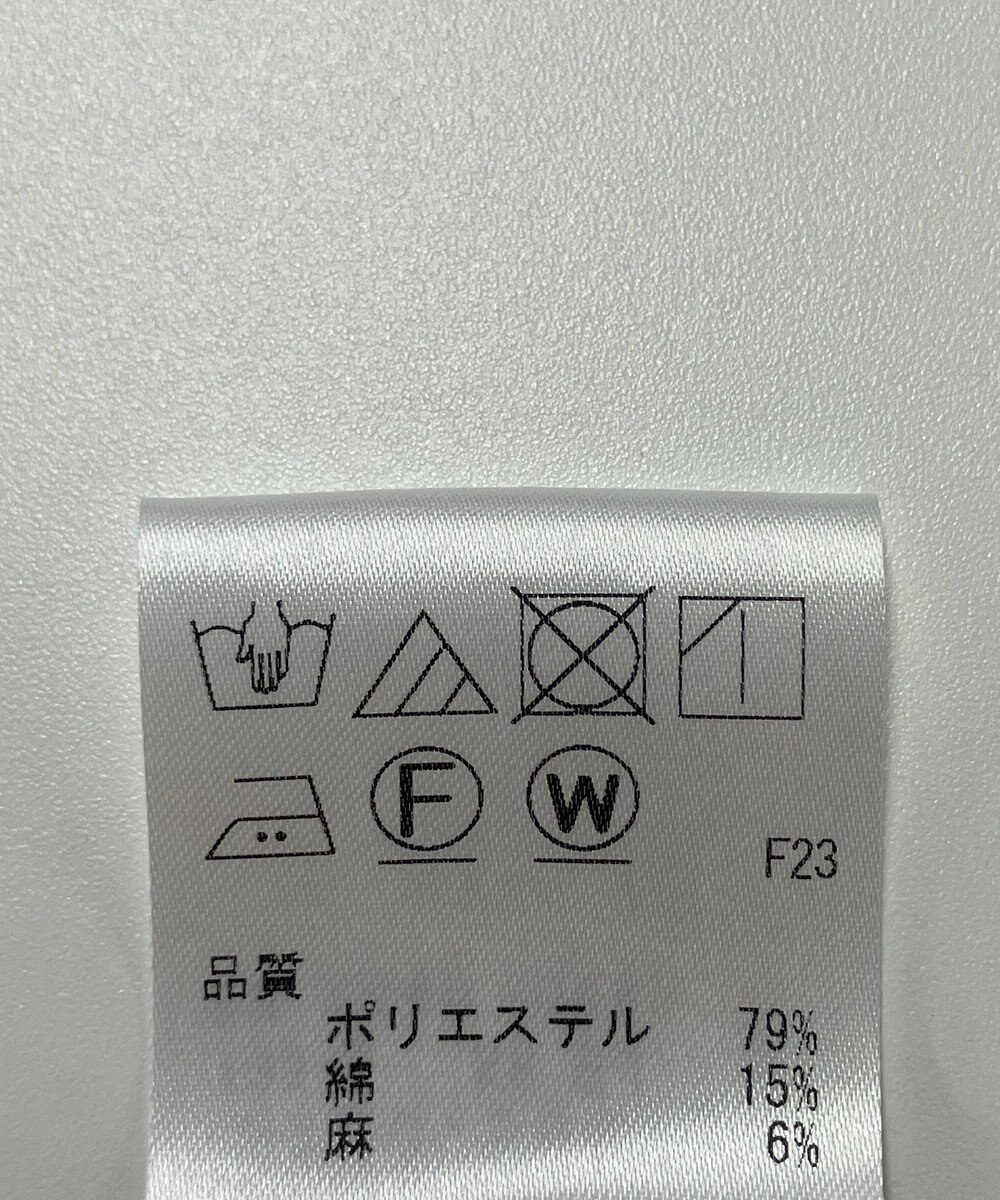 F W
F23
品質
ポリエステル 79%
綿 15%
麻 6%